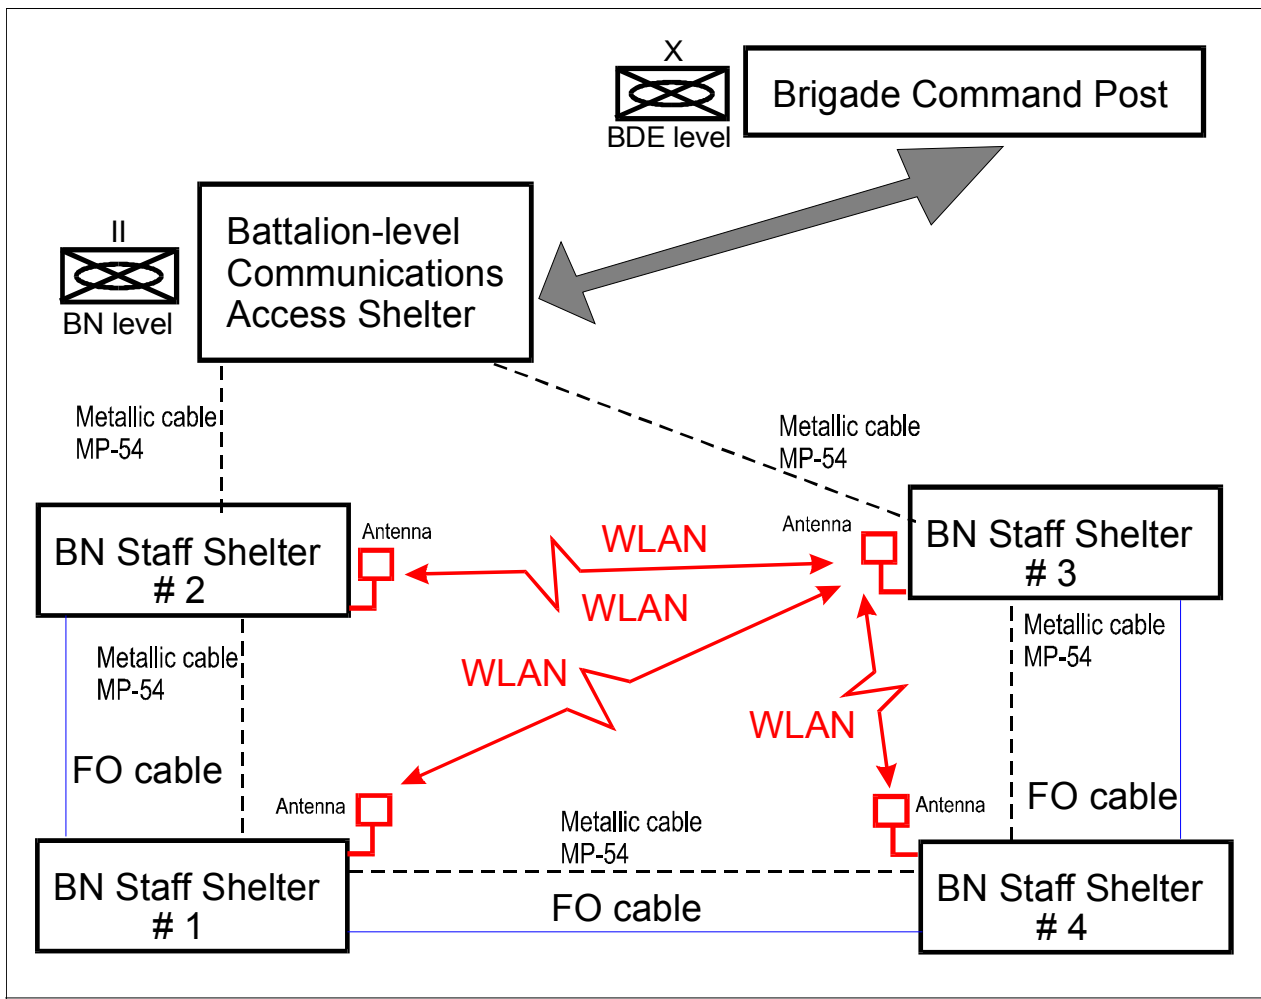 X
BDE level
Brigade Command Post
II
BN level
Battalion-level
Communications
Access Shelter
Metallic cable
MP-54
Metallic cable
MP-54
BN Staff Shelter
# 2
Antenna
WLAN
WLAN
Antenna
BN Staff Shelter
# 3
Metallic cable
MP-54
WLAN
WLAN
Metallic cable
MP-54
FO cable
FO cable
Antenna
Metallic cable
MP-54
Antenna
BN Staff Shelter
# 1
FO cable
BN Staff Shelter
# 4